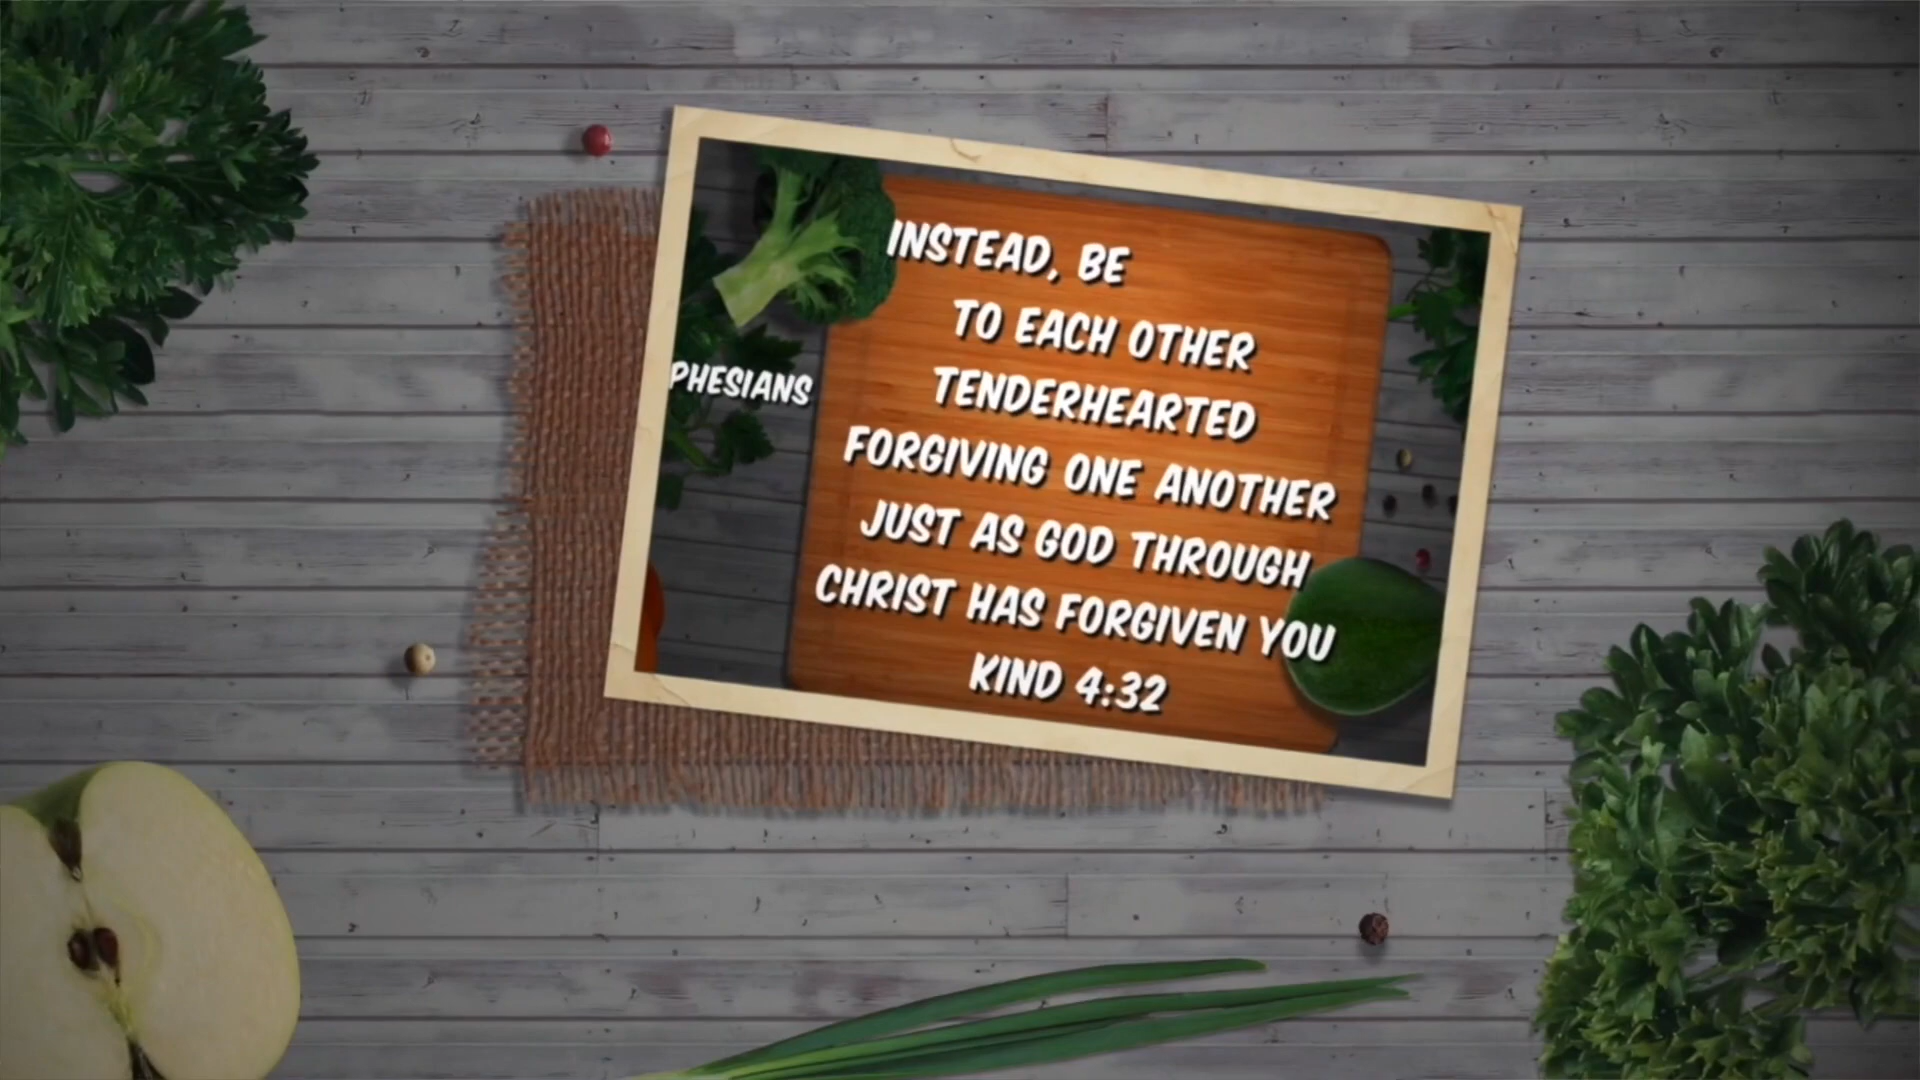 INSTEAD, BE
TO EACH OTHER
TENDERHEARTED
PHESIANS
FORGIVING ONE ANOTHER
JUST AS GOD THROUGH
CHRIST HAS FORGIVEN YOU
KIND 4:32